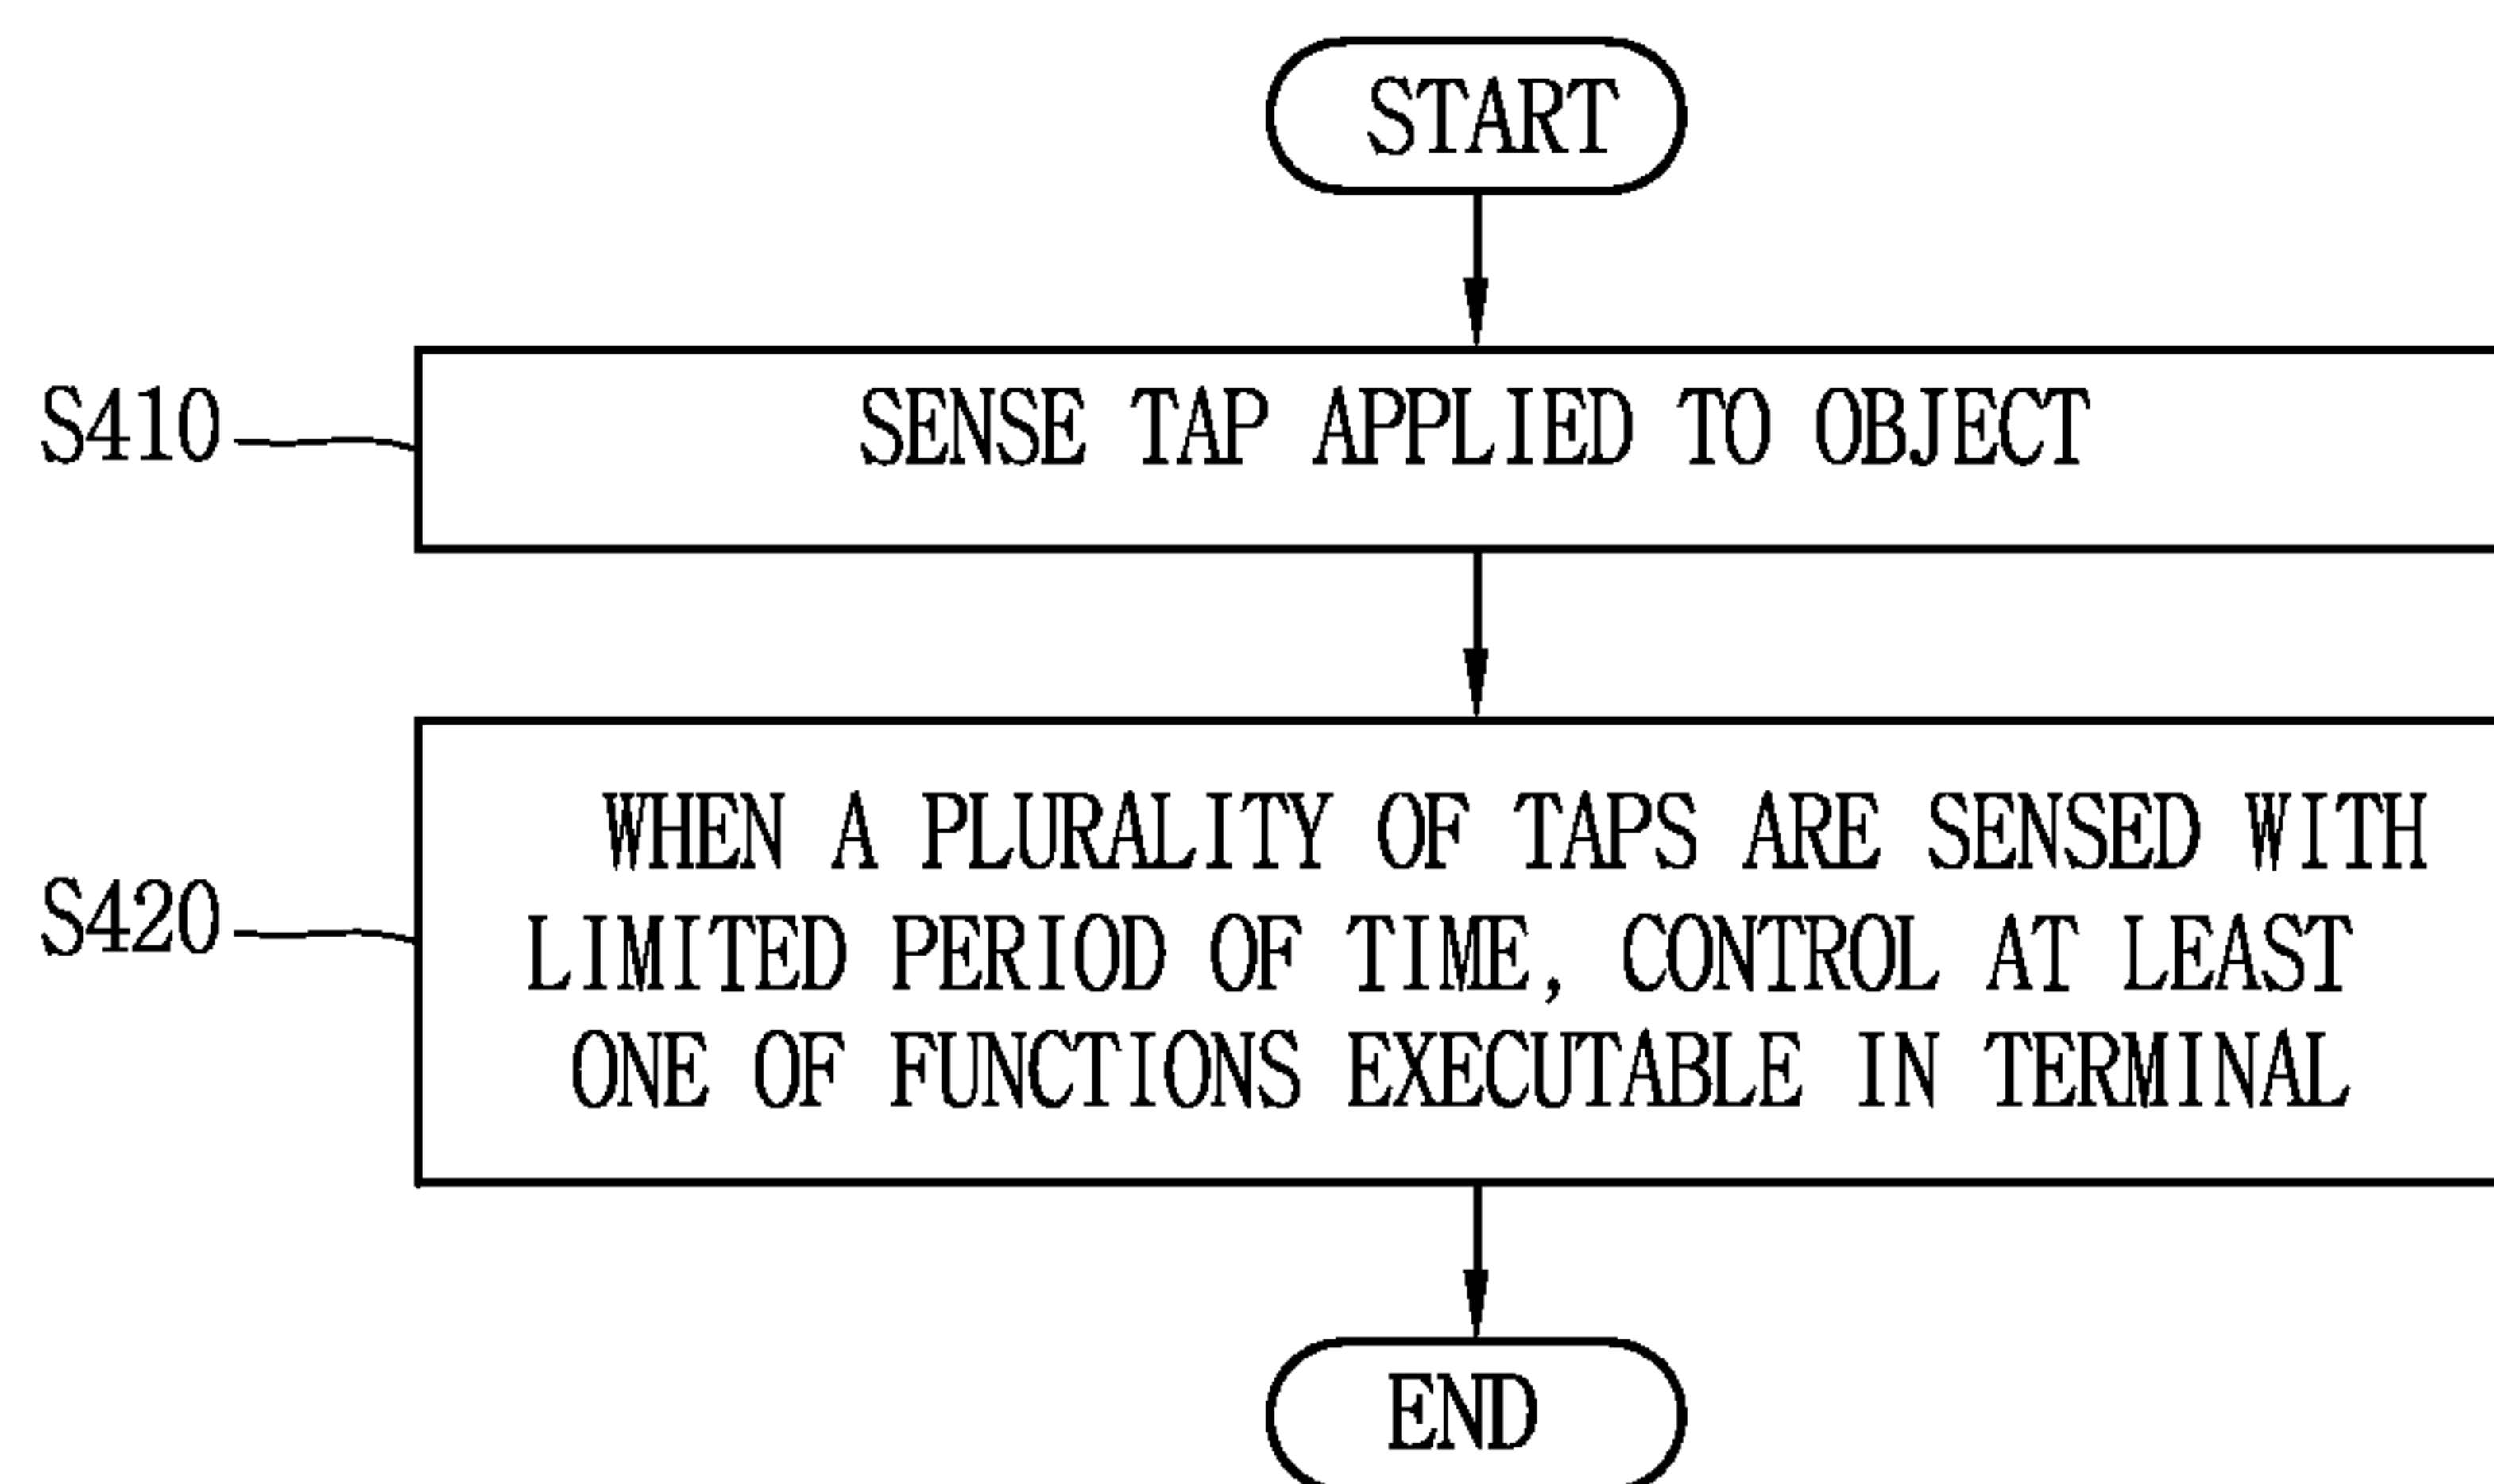 START
S410
SENSE TAP APPLIED TO OBJECT
S420
WHEN A PLURALITY OF TAPS ARE SENSED WITH
LIMITED PERIOD OF TIME, CONTROL AT LEAST
ONE OF FUNCTIONS EXECUTABLE IN TERMINAL
END